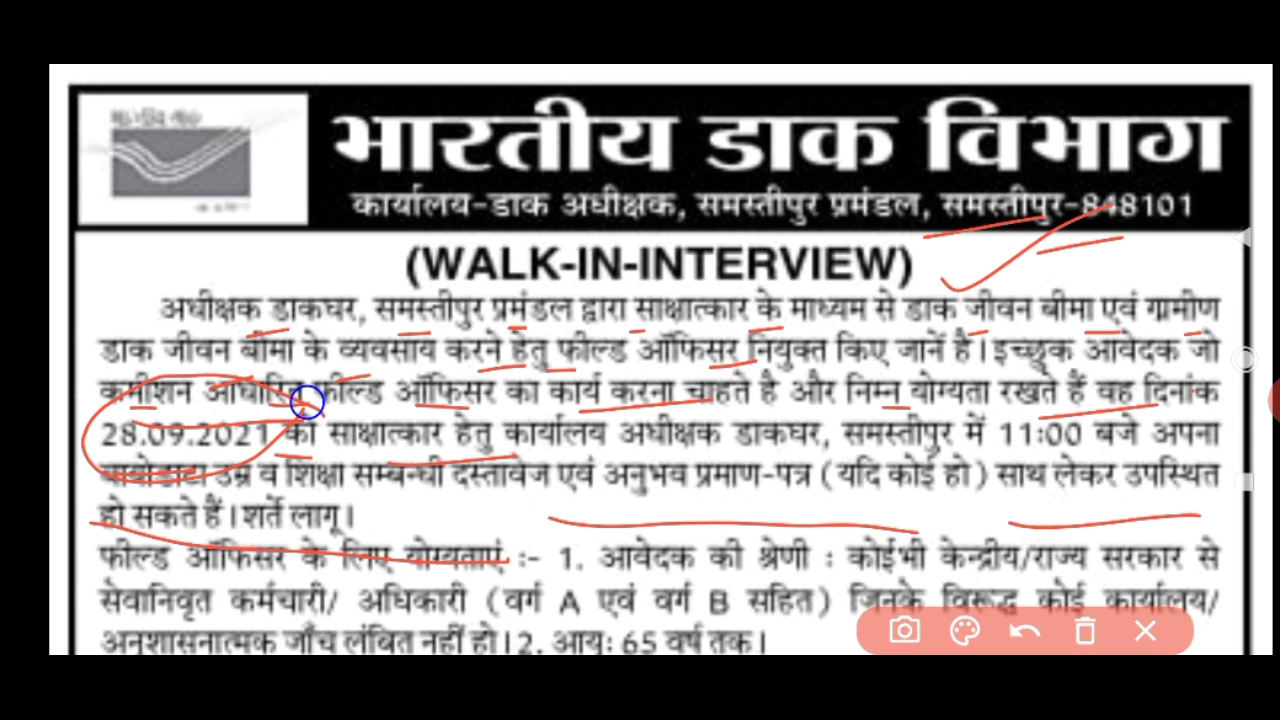 भारतीय डाक विभाग
कार्यालय-डाक अधीक्षक, समस्तीपुर प्रमंडल, समस्तीपुर-848101
(WALK-IN-INTERVIEW)
अधीक्षक डाकघर, समस्तीपुर प्रमंडल द्वारा साक्षात्कार के माध्यम से डाक जीवन बीमा एवं ग्रामीण
डाक जीवन बीमा के व्यवसाय करने हेतु फील्ड ऑफिसर नियुक्त किए जानें है। इच्छुक आवेदक जो
कमीशन आधारित फील्ड ऑफिसर का कार्य करना चाहते है और निम्न योग्यता रखते हैं वह दिनांक
28.09.2021 को साक्षात्कार हेतु कार्यालय अधीक्षक डाकघर, समस्तीपुर में 11:00 बजे अपना
बायोडाटा उम्र व शिक्षा सम्बन्धी दस्तावेज एवं अनुभव प्रमाण-पत्र (यदि कोई हो) साथ लेकर उपस्थित
हो सकते हैं। शर्ते लागू।
फील्ड ऑफिसर के लिए योग्यताएं :- 1. आवेदक की श्रेणी : कोईभी केन्द्रीय/राज्य सरकार से
सेवानिवृत कर्मचारी/ अधिकारी (वर्ग A एवं वर्ग B सहित) जिनके विरूद्ध कोई कार्यालय/
अनुशासनात्मक जाँच लंबित नहीं हो। 2. आयु: 65 वर्ष तक।